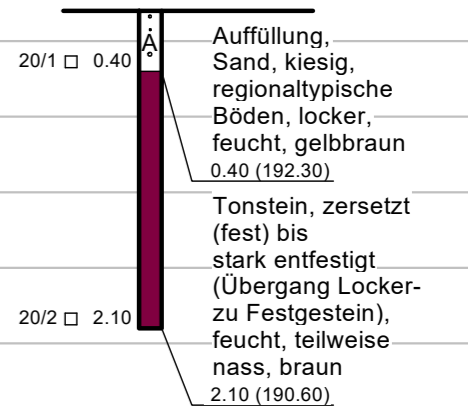 A
20/1 □ 0.40
Auffüllung,
Sand, kiesig,
regionaltypische
Böden, locker,
feucht, gelbbraun
0.40 (192.30)
Tonstein, zersetzt
(fest) bis
stark entfestigt
(Übergang Locker-
zu Festgestein),
feucht, teilweise
nass, braun
20/2 □ 2.10
2.10 (190.60)